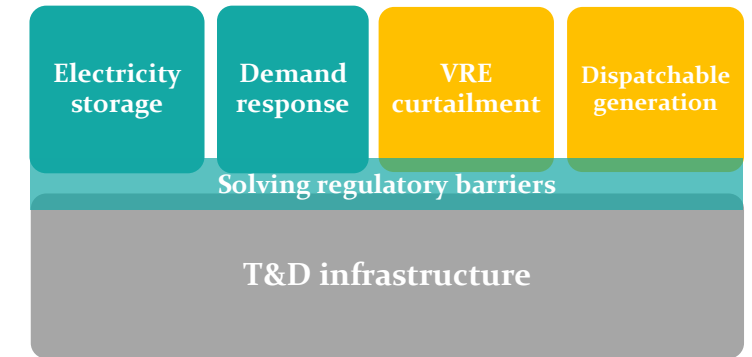 Electricity
storage
Demand
response
VRE
curtailment
Dispatchable
generation
Solving regulatory barriers
T&D infrastructure